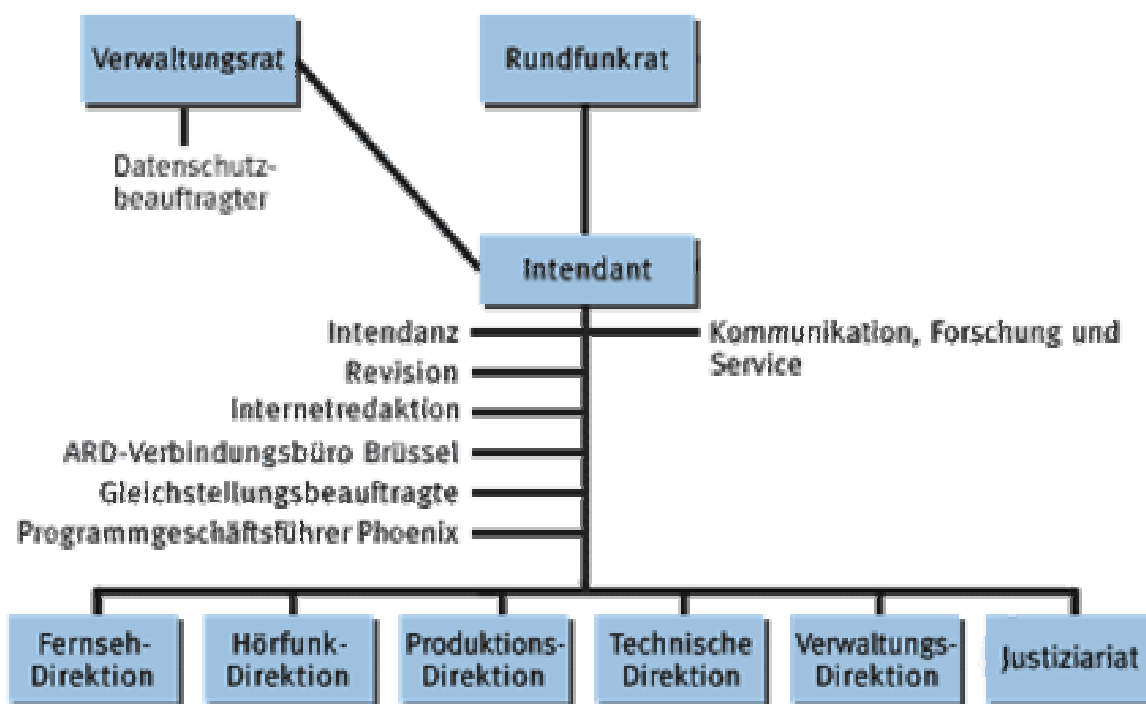 Verwaltungsrat
Rundfunkrat
Datenschutz-
beauftragter
Intendant
Intendanz
Kommunikation, Forschung und
Service
Revision
Internetredaktion
ARD-Verbindungsbüro Brüssel
Gleichstellungsbeauftragte
Programmgeschäftsführer Phoenix
Fernseh-
Direktion
Hörfunk-
Direktion
Produktions-
Direktion
Technische
Direktion
Verwaltungs-
Direktion
Justiziariat